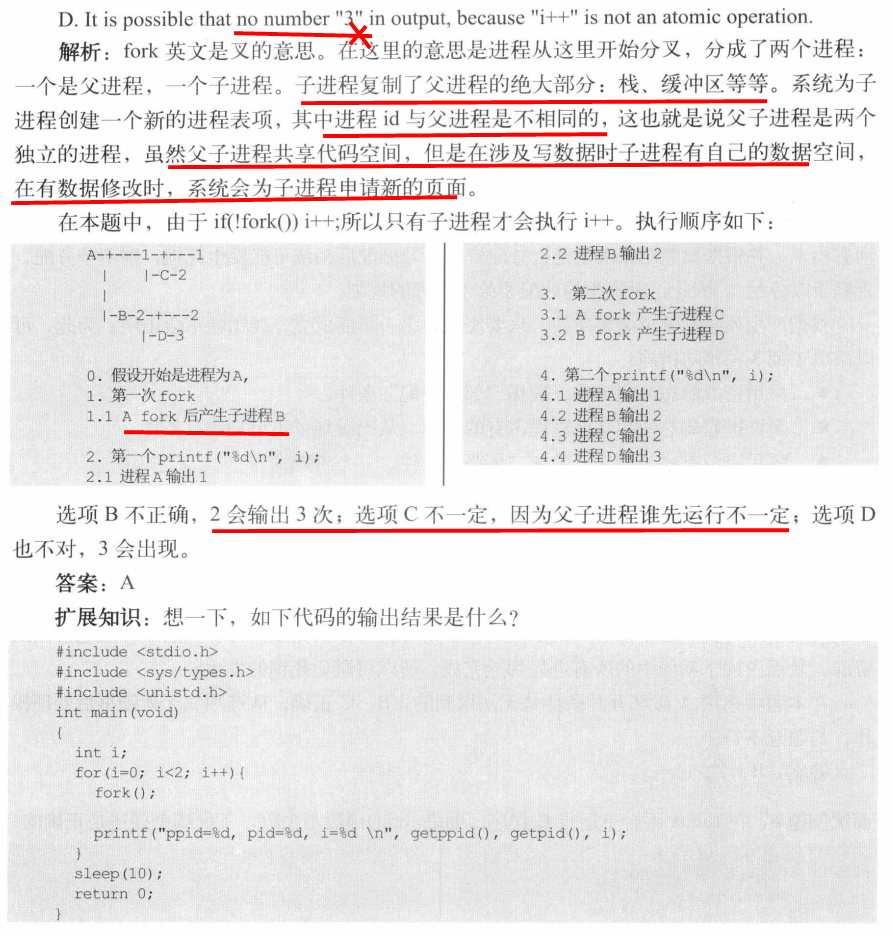 D. It is possible that no number "3" in output, because "i++" is not an atomic operation.
解析：fork 英文是叉的意思。在这里的意思是进程从这里开始分叉，分成了两个进程：
一个是父进程，一个子进程。子进程复制了父进程的绝大部分：栈、缓冲区等等。系统为子
进程创建一个新的进程表项，其中进程 id 与父进程是不相同的，这也就是说父子进程是两个
独立的进程，虽然父子进程共享代码空间，但是在涉及写数据时子进程有自己的数据空间，
在有数据修改时，系统会为子进程申请新的页面。
在本题中，由于 if(!fork()) i++;所以只有子进程才会执行 i++。执行顺序如下：
A-+---1-+---1
|    |-C-2
|
|-B-2-+---2
|-D-3
0. 假设开始是进程为A,
1. 第一次fork
1.1 A fork 后产生子进程B
2. 第一个printf("%d\n", i);
2.1 进程A输出1
2.2 进程B输出2
3. 第二次fork
3.1 A fork 产生子进程C
3.2 B fork 产生子进程D
4. 第二个printf("%d\n", i);
4.1 进程A输出1
4.2 进程B输出2
4.3 进程C输出2
4.4 进程D输出3
选项 B 不正确，2 会输出 3 次；选项 C 不一定，因为父子进程谁先运行不一定；选项 D
也不对，3 会出现。
答案：A
扩展知识：想一下，如下代码的输出结果是什么？
#include <stdio.h>
#include <sys/types.h>
#include <unistd.h>
int main(void)
{
int i;
for(i=0; i<2; i++){
fork();
printf("ppid=%d, pid=%d, i=%d \n", getppid(), getpid(), i);
}
sleep(10);
return 0;
}